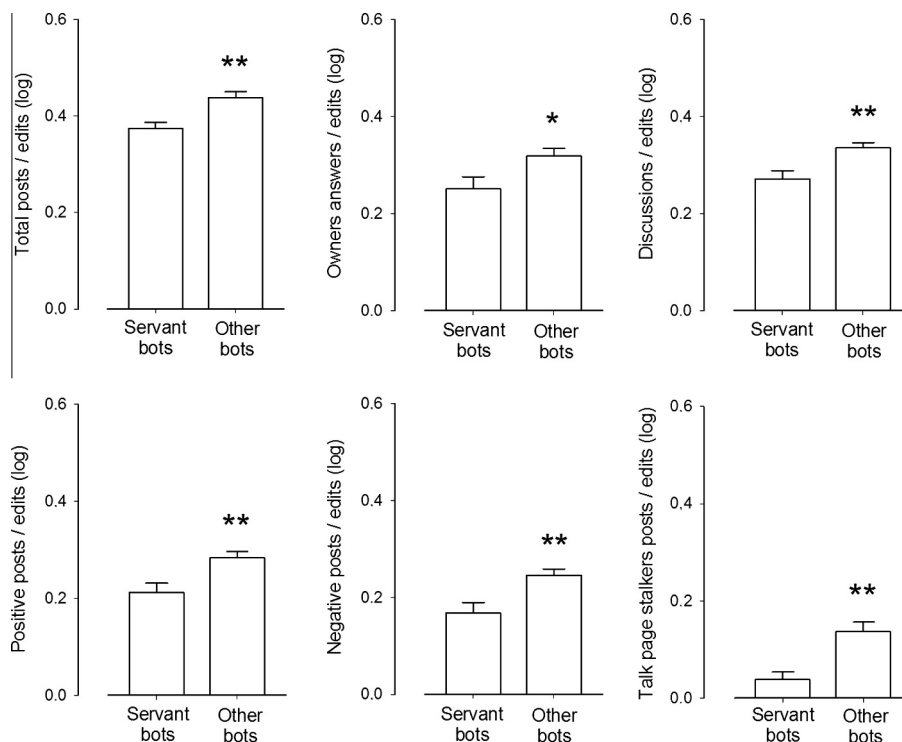 Total posts / edits (log)
0.6
0.4
0.2
0.0
**
Servant
bots
Other
bots
Owners answers / edits (log)
0.6
0.4
0.2
0.0
*
Servant
bots
Other
bots
Discussions / edits (log)
0.6
0.4
0.2
0.0
**
Servant
bots
Other
bots
Positive posts / edits (log)
0.6
0.4
0.2
0.0
**
Servant
bots
Other
bots
Negative posts / edits (log)
0.6
0.4
0.2
0.0
**
Servant
bots
Other
bots
Talk page stalkers posts / edits (log)
0.6
0.4
0.2
0.0
**
Servant
bots
Other
bots